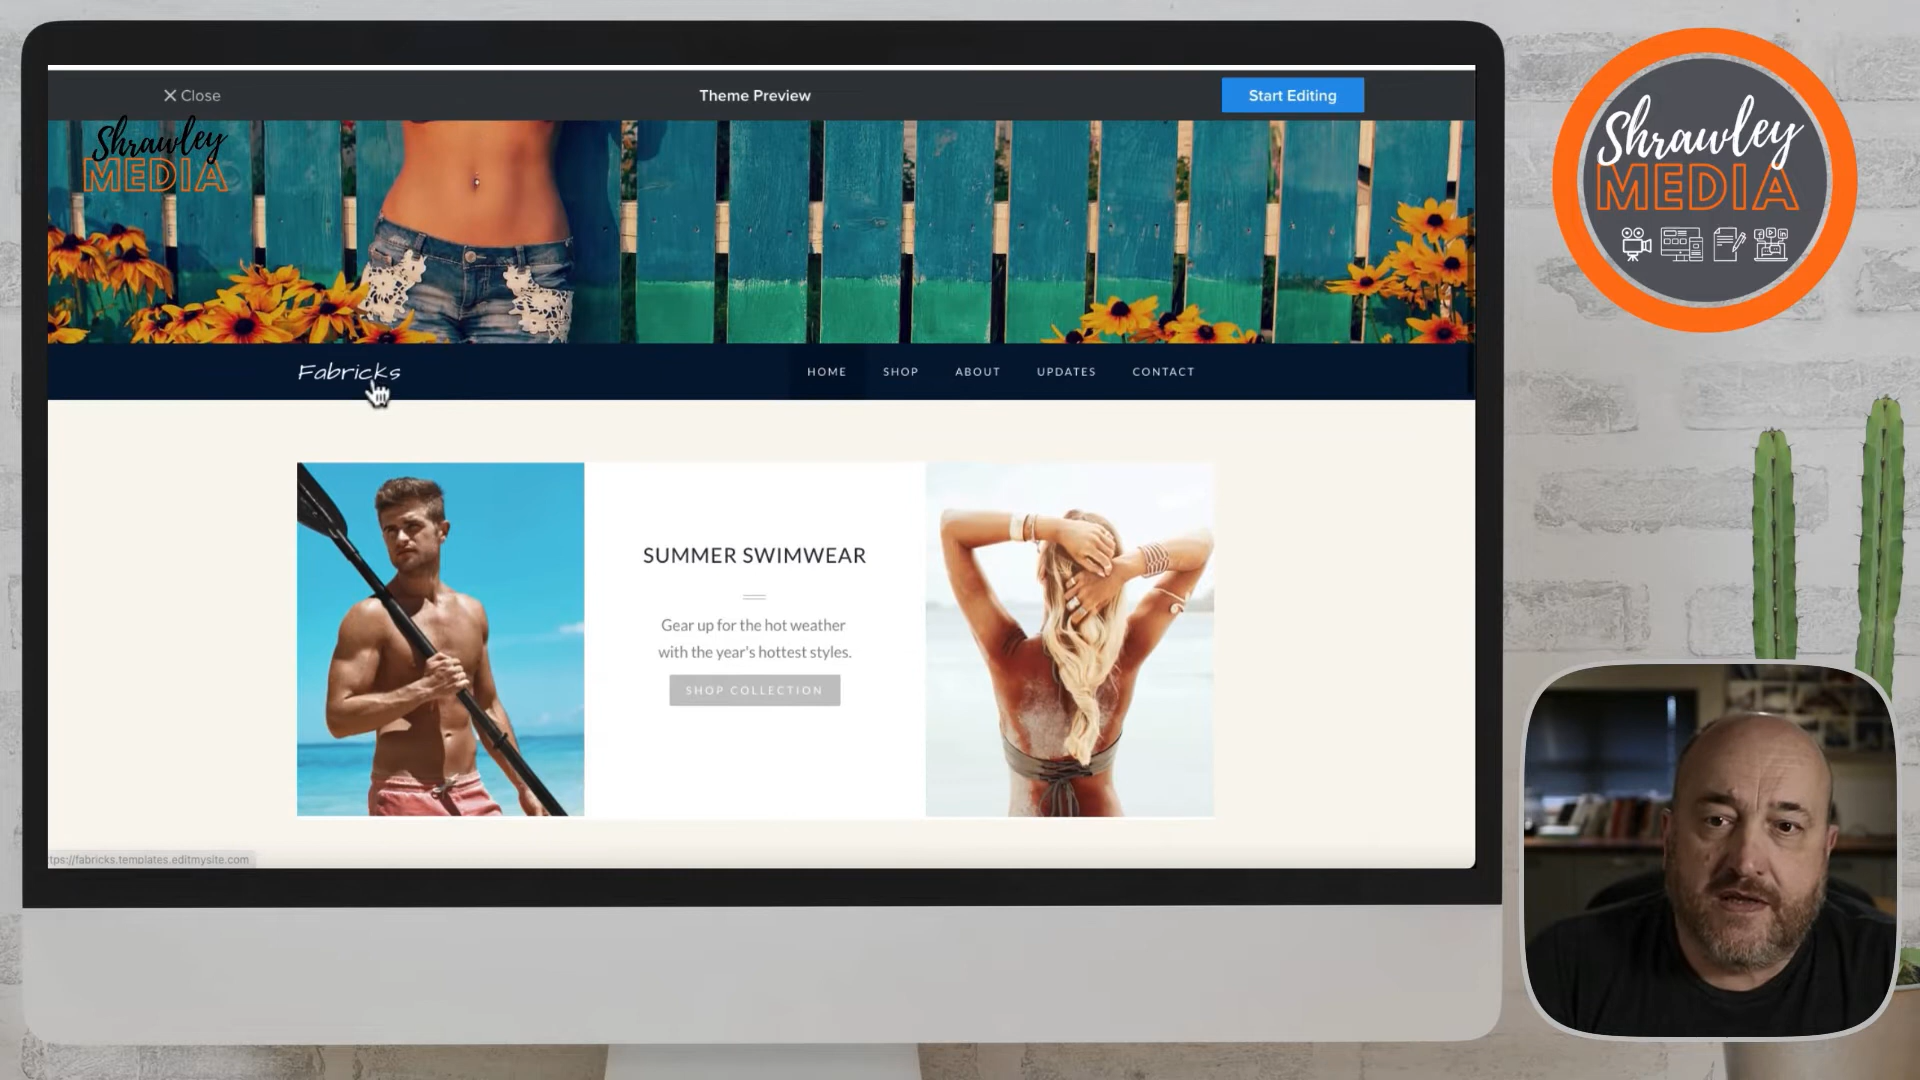 Close
Theme Preview
Start Editing
Shrawley
MEDIA
Shrawley
MEDIA
Fabricks
HOME
SHOP
ABOUT
UPDATES
CONTACT
SUMMER SWIMWEAR
Gear up for the hot weather
with the year's hottest styles.
SHOP COLLECTION
tps://fabricks.templates.editmysite.com